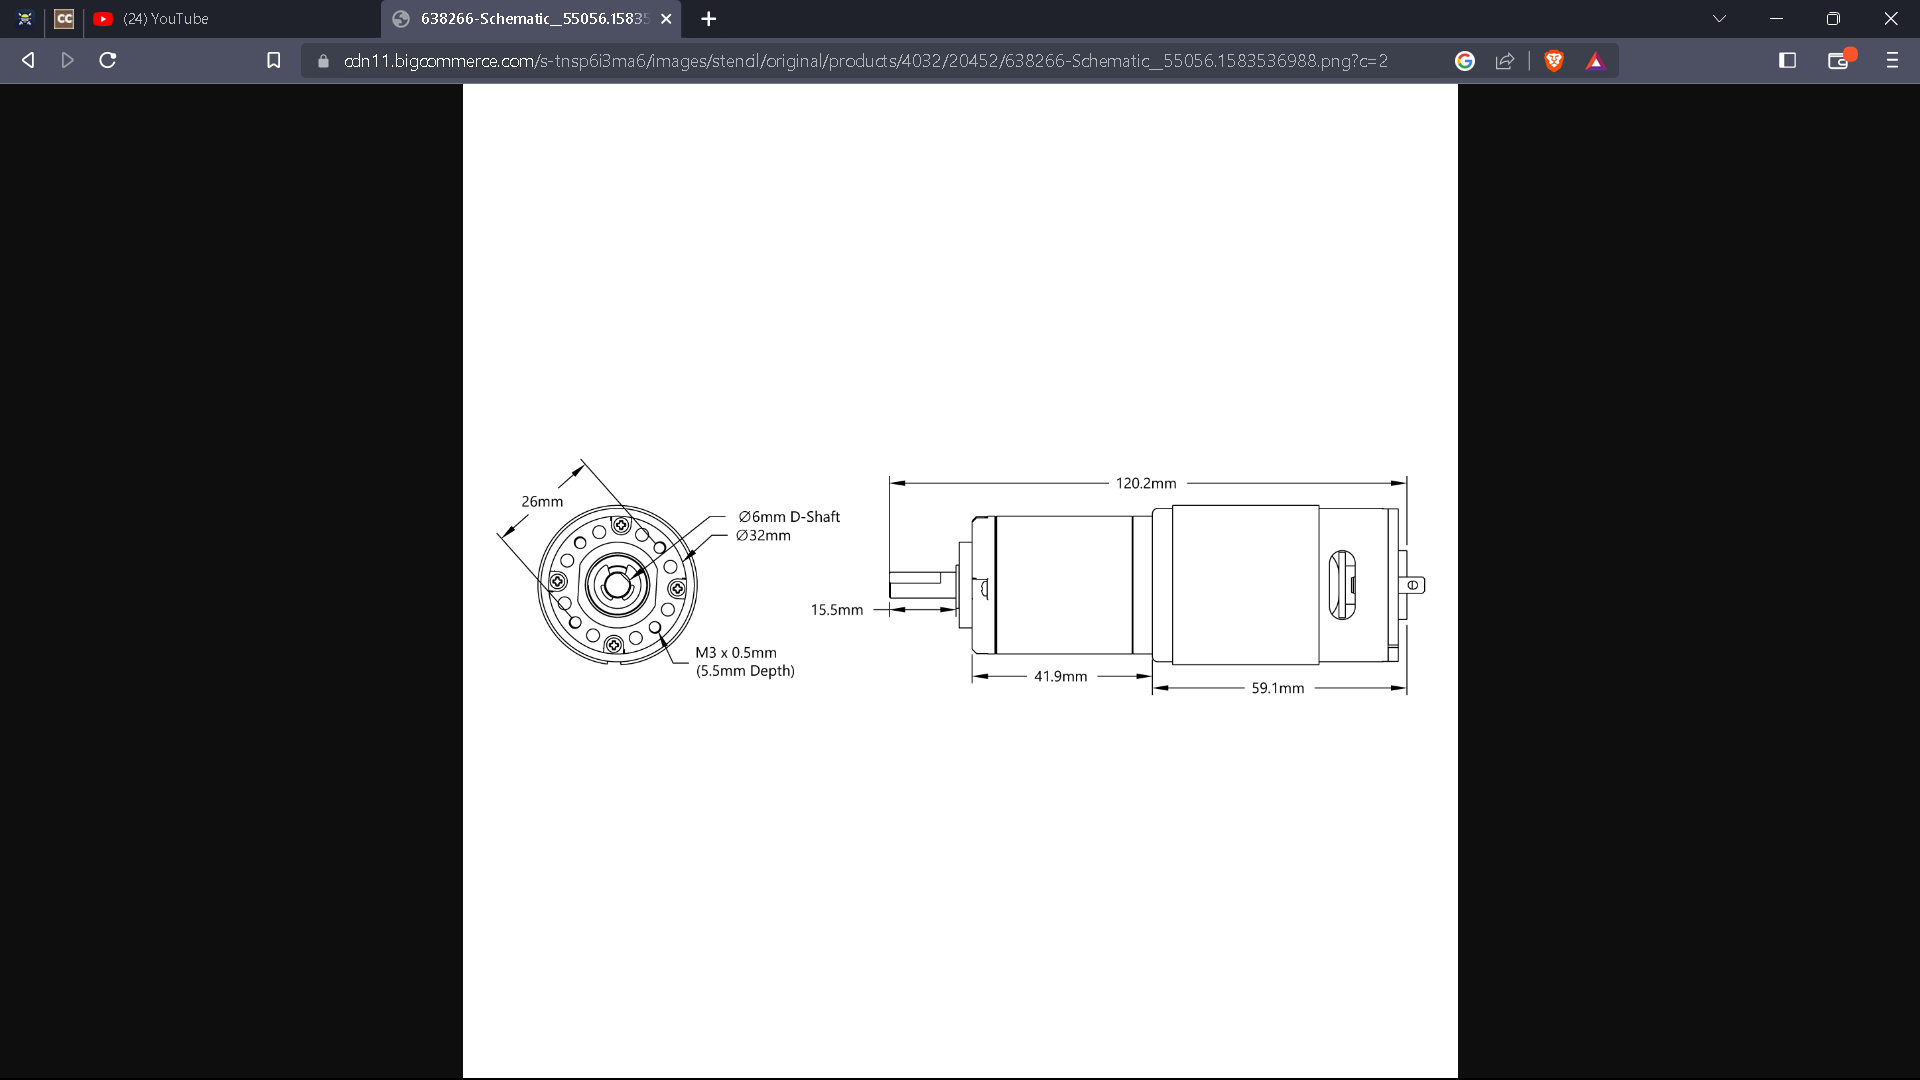 CC
(24) YouTube
638266-Schematic__55056.15835
cdn11.bigcommerce.com/s-tnsp6i3ma6/images/stencil/original/products/4032/20452/638266-Schematic__55056.1583536988.png?c=2
120.2mm
26mm
Ø6mm D-Shaft
Ø32mm
15.5mm
M3 x 0.5mm
(5.5mm Depth)
41.9mm
59.1mm